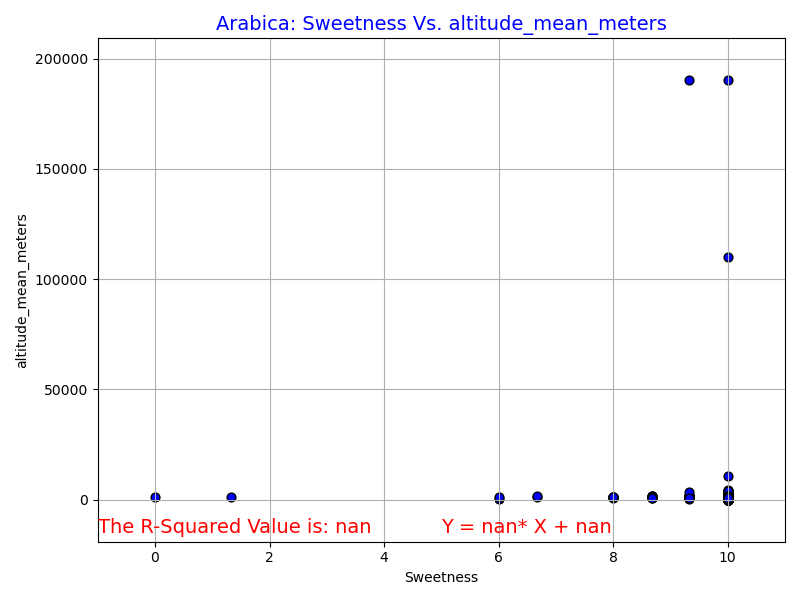 Arabica: Sweetness Vs. altitude_mean_meters
altitude_mean_meters
200000
150000
100000
50000
0
The R-Squared Value is: nan
Y = nan* X + nan
0 2 4 6 8 10
Sweetness